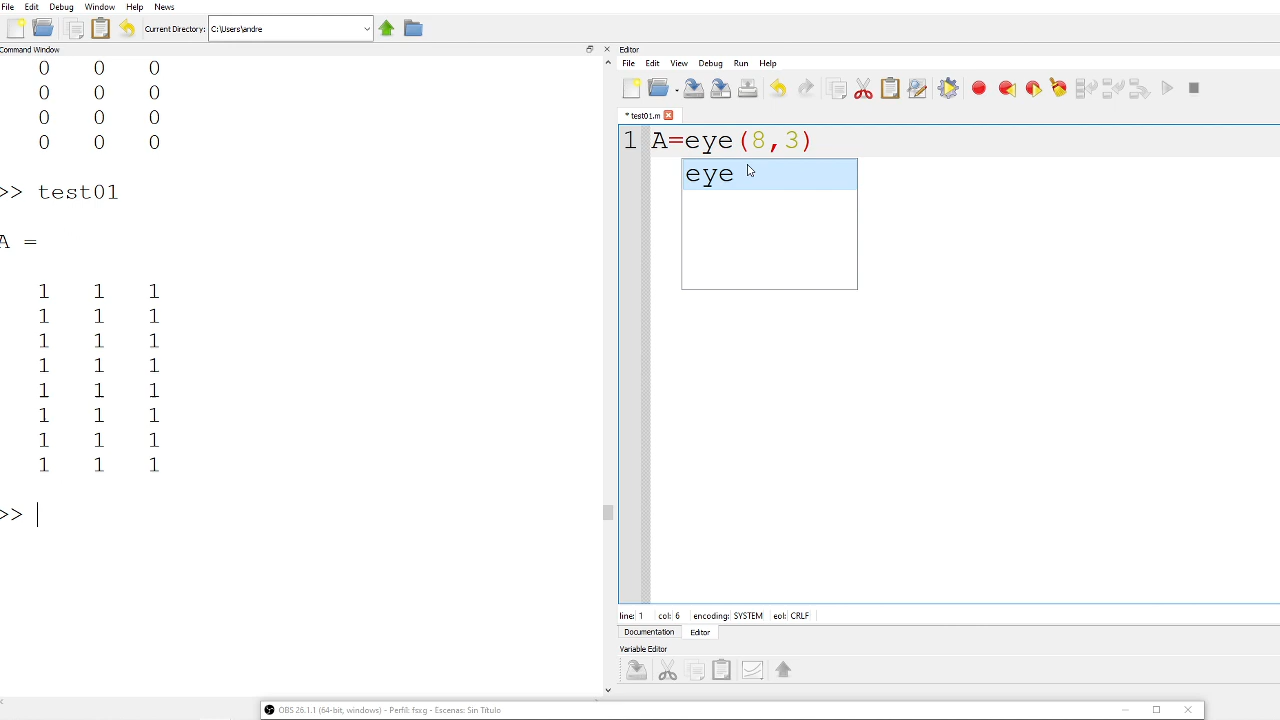 File Edit Debug Window Help News
Current Directory: C:\Users\andre
Command Window
0 0 0
0 0 0
0 0 0
0 0 0
>> test01
A =
1 1 1
1 1 1
1 1 1
1 1 1
1 1 1
1 1 1
1 1 1
1 1 1
>>
Editor
File Edit View Debug Run Help
* test01.m
1 A=eye(8,3)
eye
line: 1 col: 6 encoding: SYSTEM eol: CRLF
Documentation Editor
Variable Editor
OBS 26.1.1 (64-bit, windows) - Perfil: fsxg - Escenas: Sin Título